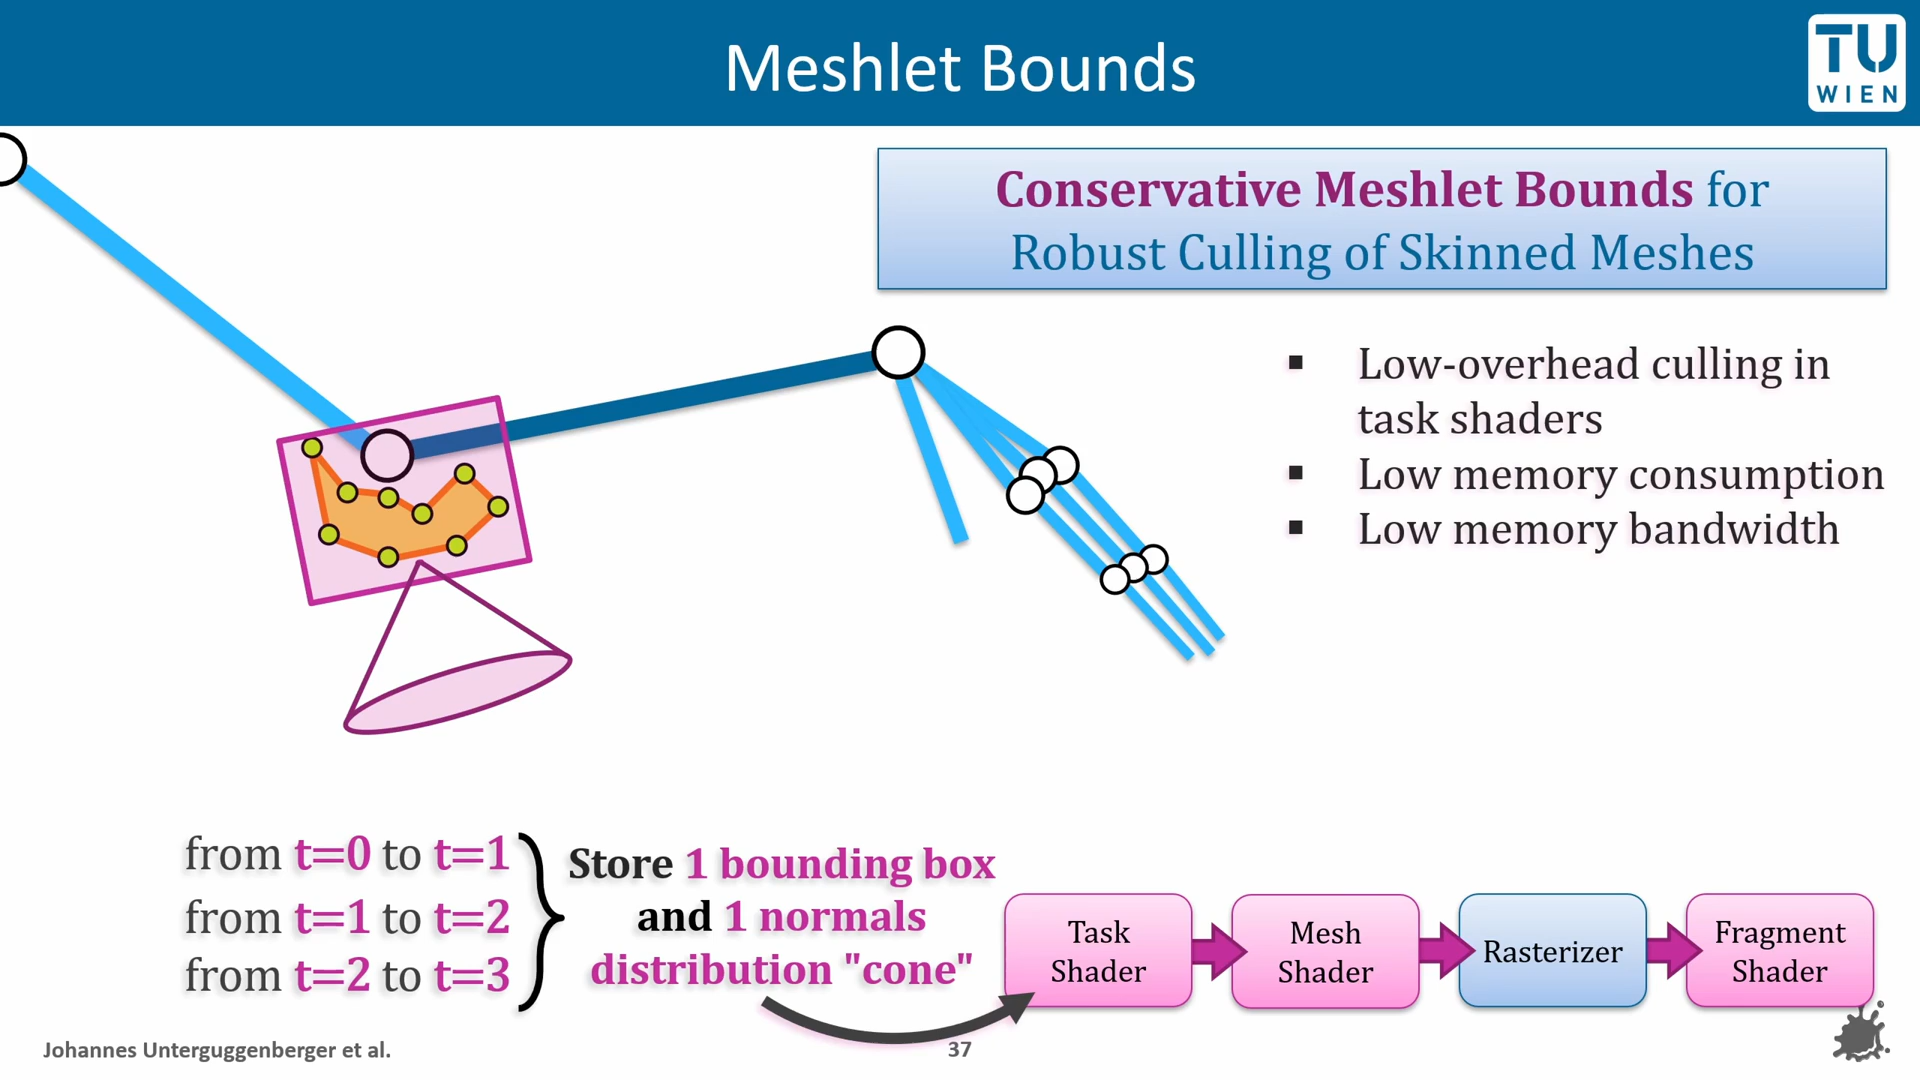 Meshlet Bounds
TU
WIEN
Conservative Meshlet Bounds for
Robust Culling of Skinned Meshes
▪ Low-overhead culling in
task shaders
▪ Low memory consumption
▪ Low memory bandwidth
from t=0 to t=1
from t=1 to t=2
from t=2 to t=3
Store 1 bounding box
and 1 normals
distribution "cone"
Task
Shader
Mesh
Shader
Rasterizer
Fragment
Shader
Johannes Unterguggenberger et al.
37